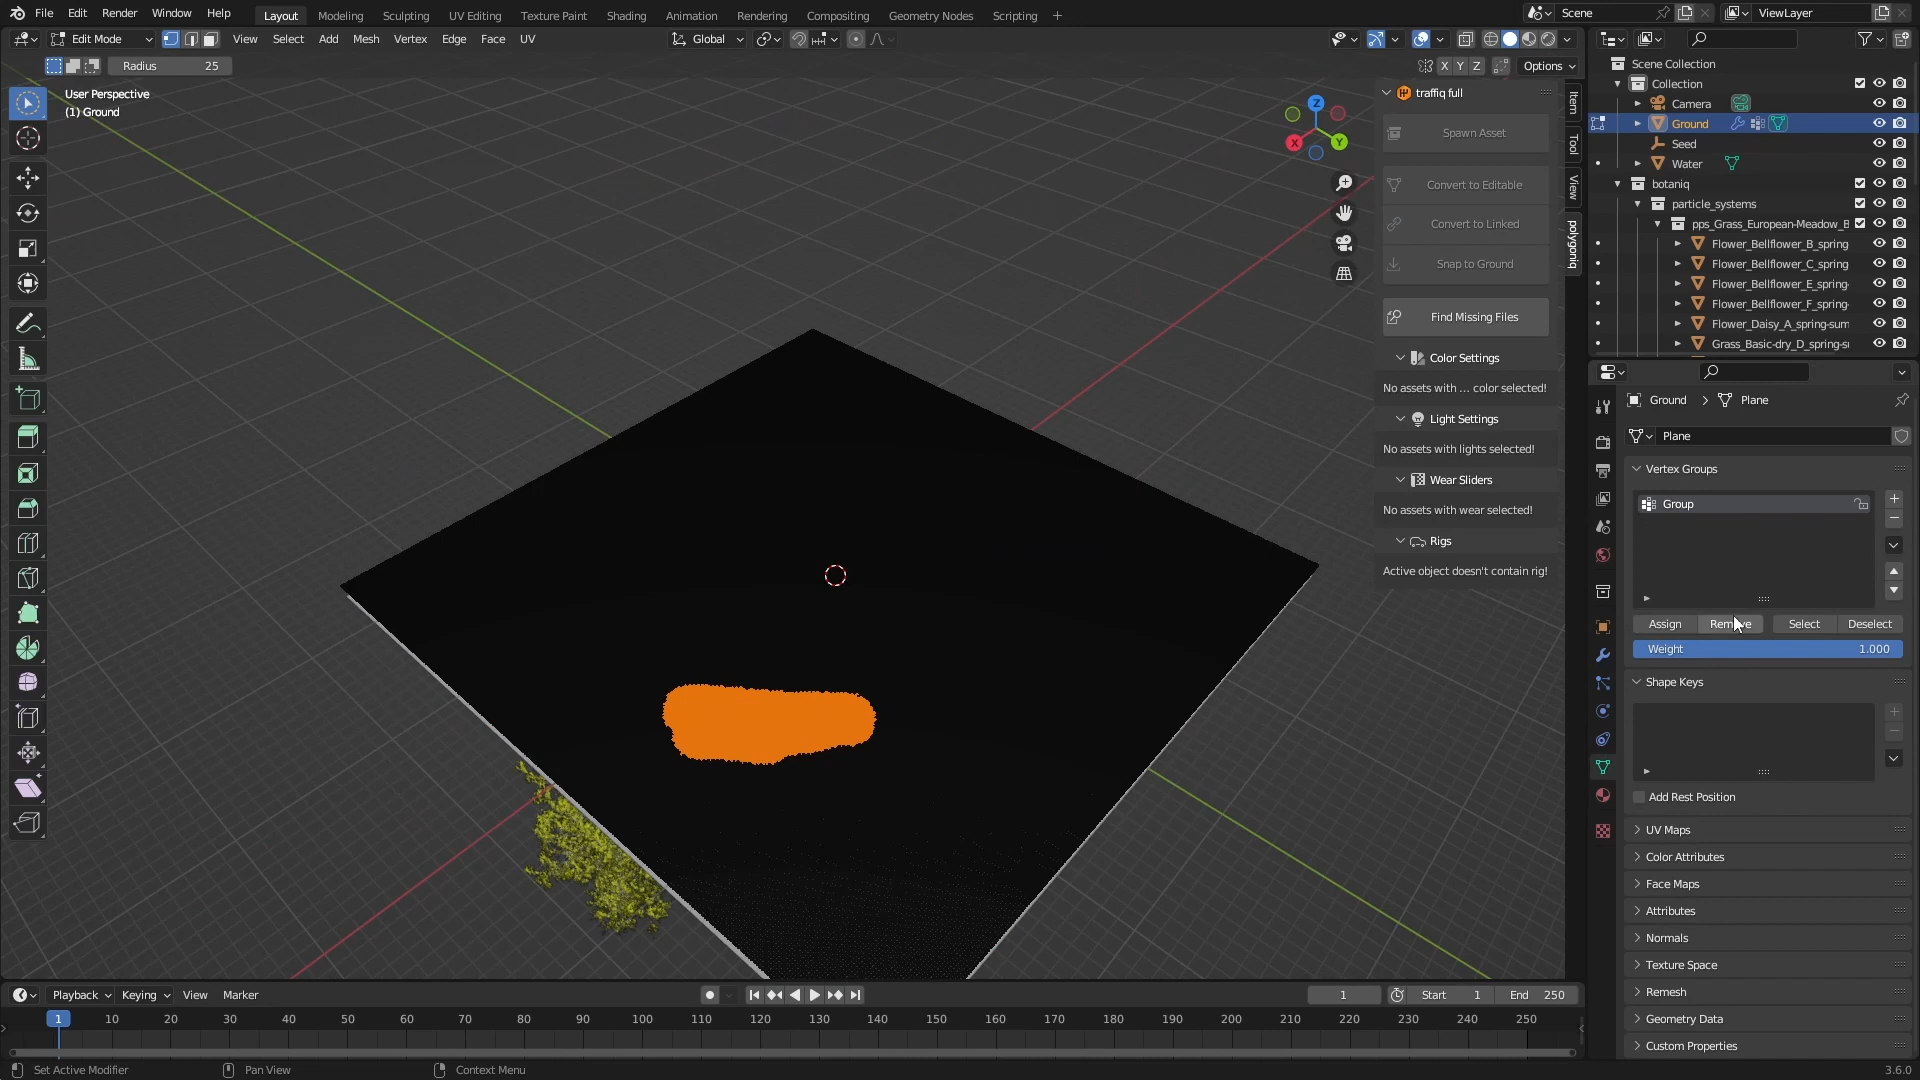 File Edit Render Window Help Layout Modeling Sculpting UV Editing Texture Paint Shading Animation Rendering Compositing Geometry Nodes Scripting + Scene ViewLayer
Edit Mode View Select Add Mesh Vertex Edge Face UV Global
Radius 25 X Y Z Options
User Perspective
(1) Ground
Z
X Y
traffiq full
Spawn Asset
Convert to Editable
Convert to Linked
Snap to Ground
Find Missing Files
Color Settings
No assets with ... color selected!
Light Settings
No assets with lights selected!
Wear Sliders
No assets with wear selected!
Rigs
Active object doesn't contain rig!
Item
Tool
View
polygoniq
Scene Collection
Collection
Camera
Ground
Seed
Water
botaniq
particle_systems
pps_Grass_European-Meadow_B
Flower_Bellflower_B_spring
Flower_Bellflower_C_spring
Flower_Bellflower_E_spring-
Flower_Bellflower_F_spring-
Flower_Daisy_A_spring-sum
Grass_Basic-dry_D_spring-su
Ground > Plane
Plane
Vertex Groups
Group
Assign Remove Select Deselect
Weight 1.000
Shape Keys
Add Rest Position
UV Maps
Color Attributes
Face Maps
Attributes
Normals
Texture Space
Remesh
Geometry Data
Custom Properties
Playback Keying View Marker 1 Start 1 End 250
1 10 20 30 40 50 60 70 80 90 100 110 120 130 140 150 160 170 180 190 200 210 220 230 240 250
Set Active Modifier Pan View Context Menu 3.6.0